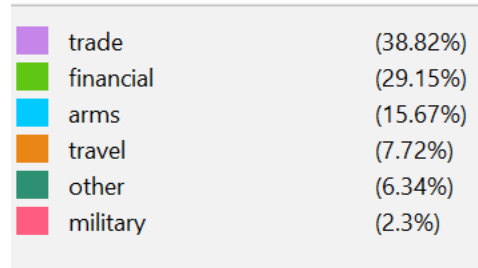 trade (38.82%)
financial (29.15%)
arms (15.67%)
travel (7.72%)
other (6.34%)
military (2.3%)